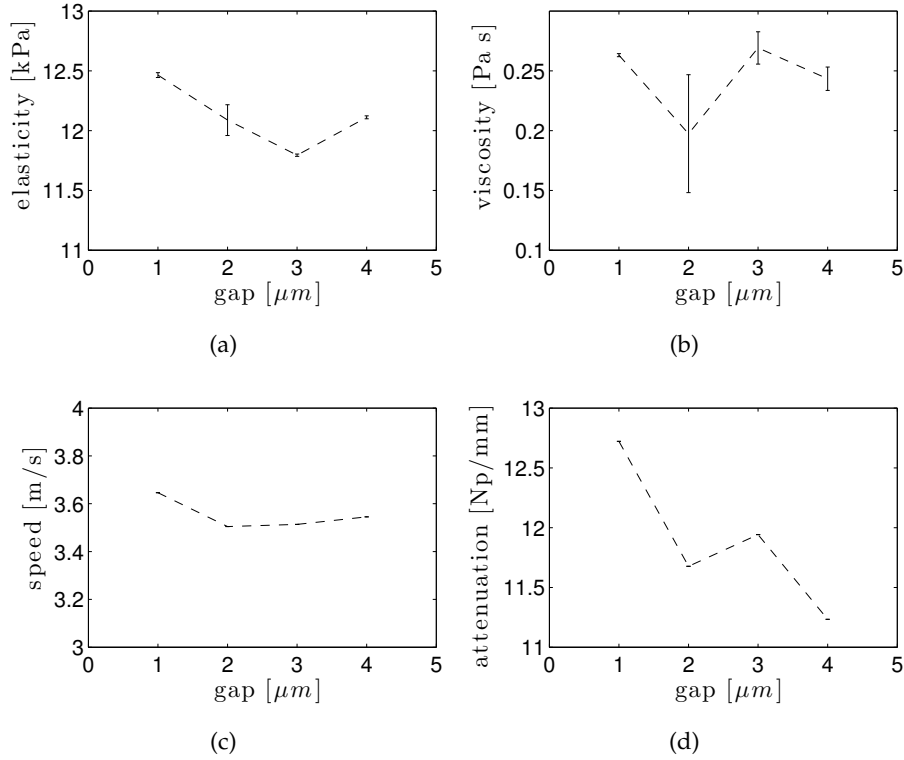 13
12.5
12
11.5
11
elasticity [kPa]
0 1 2 3 4 5
gap [μm]
(a)
0.25
0.2
0.15
0.1
viscosity [Pa s]
0 1 2 3 4 5
gap [μm]
(b)
4
3.8
3.6
3.4
3.2
3
speed [m/s]
0 1 2 3 4 5
gap [μm]
(c)
13
12.5
12
11.5
11
attenuation [Np/mm]
0 1 2 3 4 5
gap [μm]
(d)